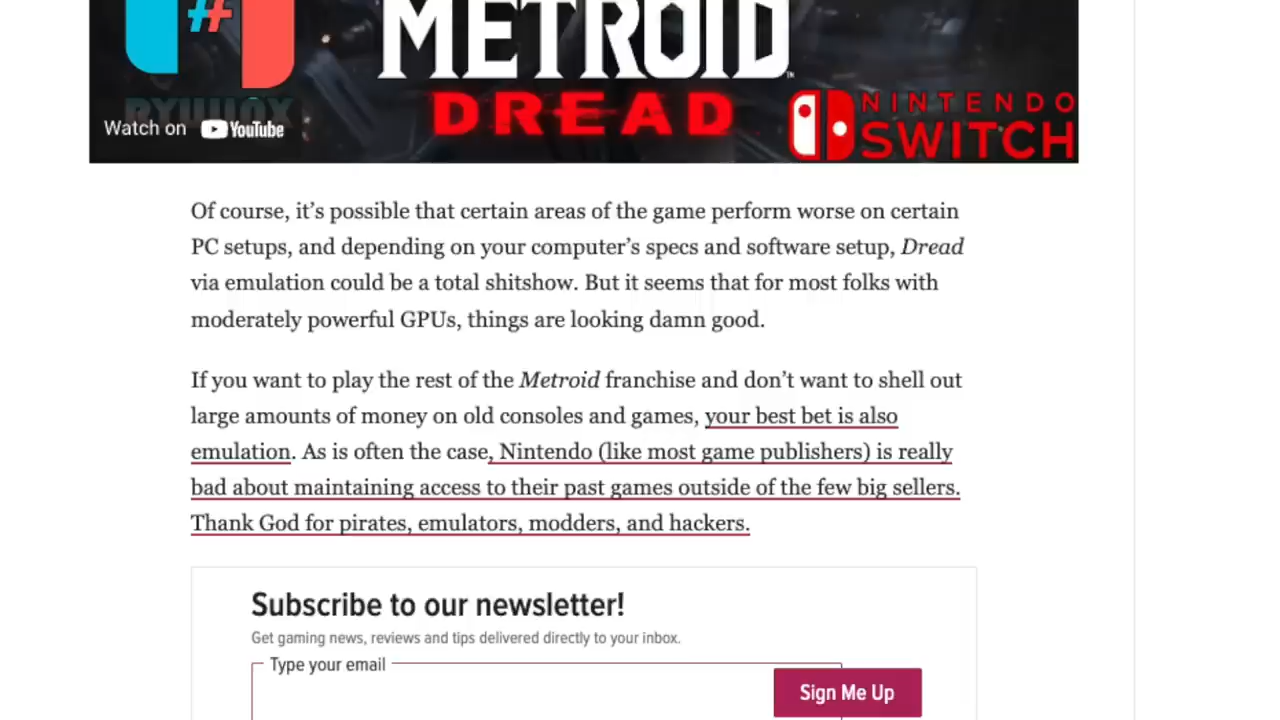 #
METROID
DREAD
RYUJINX
Watch on YouTube
NINTENDO
SWITCH
Of course, it’s possible that certain areas of the game perform worse on certain
PC setups, and depending on your computer’s specs and software setup, Dread
via emulation could be a total shitshow. But it seems that for most folks with
moderately powerful GPUs, things are looking damn good.
If you want to play the rest of the Metroid franchise and don’t want to shell out
large amounts of money on old consoles and games, your best bet is also
emulation. As is often the case, Nintendo (like most game publishers) is really
bad about maintaining access to their past games outside of the few big sellers.
Thank God for pirates, emulators, modders, and hackers.
Subscribe to our newsletter!
Get gaming news, reviews and tips delivered directly to your inbox.
Type your email
Sign Me Up